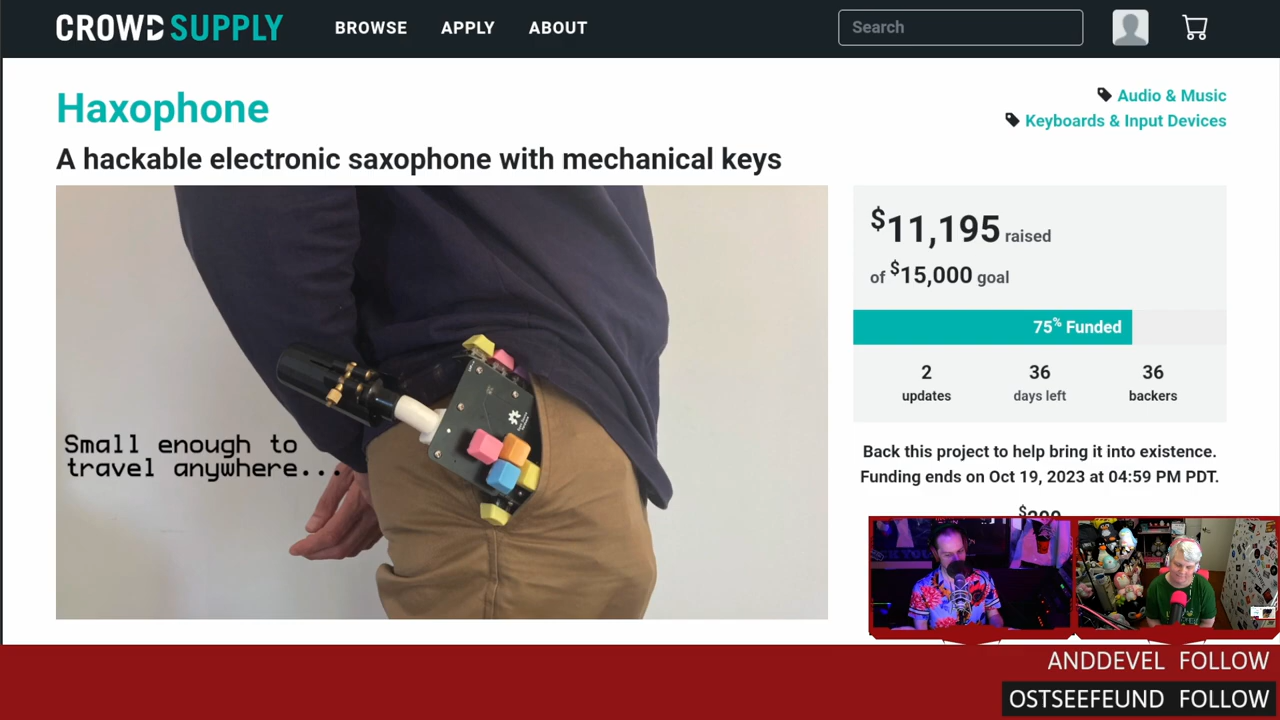 CROWD SUPPLY BROWSE APPLY ABOUT Search
Haxophone
Audio & Music
Keyboards & Input Devices
A hackable electronic saxophone with mechanical keys
Small enough to
travel anywhere...
$11,195 raised
of $15,000 goal
75% Funded
2 36 36
updates days left backers
Back this project to help bring it into existence.
Funding ends on Oct 19, 2023 at 04:59 PM PDT.
ANDDEVEL FOLLOW
OSTSEEFEUND FOLLOW